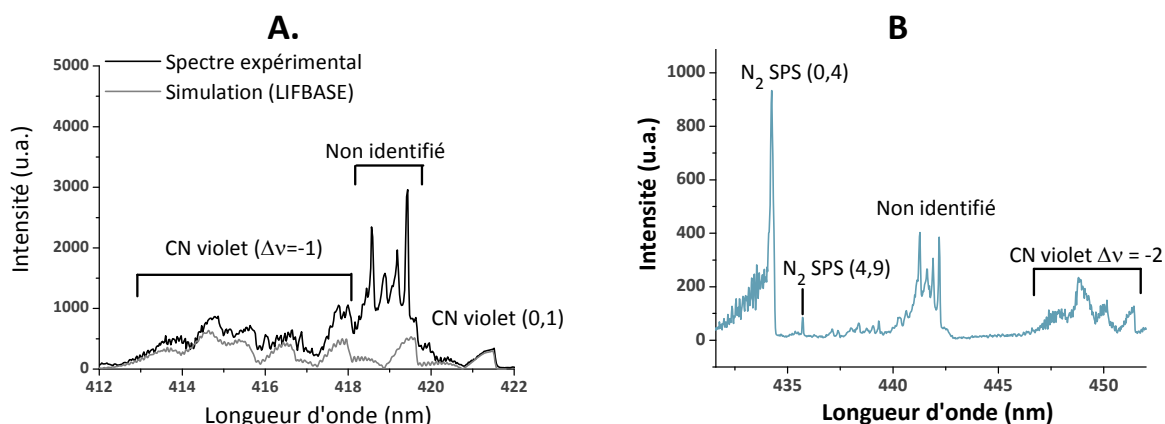 A.
Spectre expérimental
Simulation (LIFBASE)
Non identifié
CN violet (Δν=-1)
CN violet (0,1)
Intensité (u.a.)
5000
4000
3000
2000
1000
0
412
414
416
418
420
422
Longueur d'onde (nm)
B
N2 SPS (0,4)
N2 SPS (4,9)
Non identifié
CN violet Δν = -2
Intensité (u.a.)
1000
800
600
400
200
0
435
440
445
450
Longueur d'onde (nm)